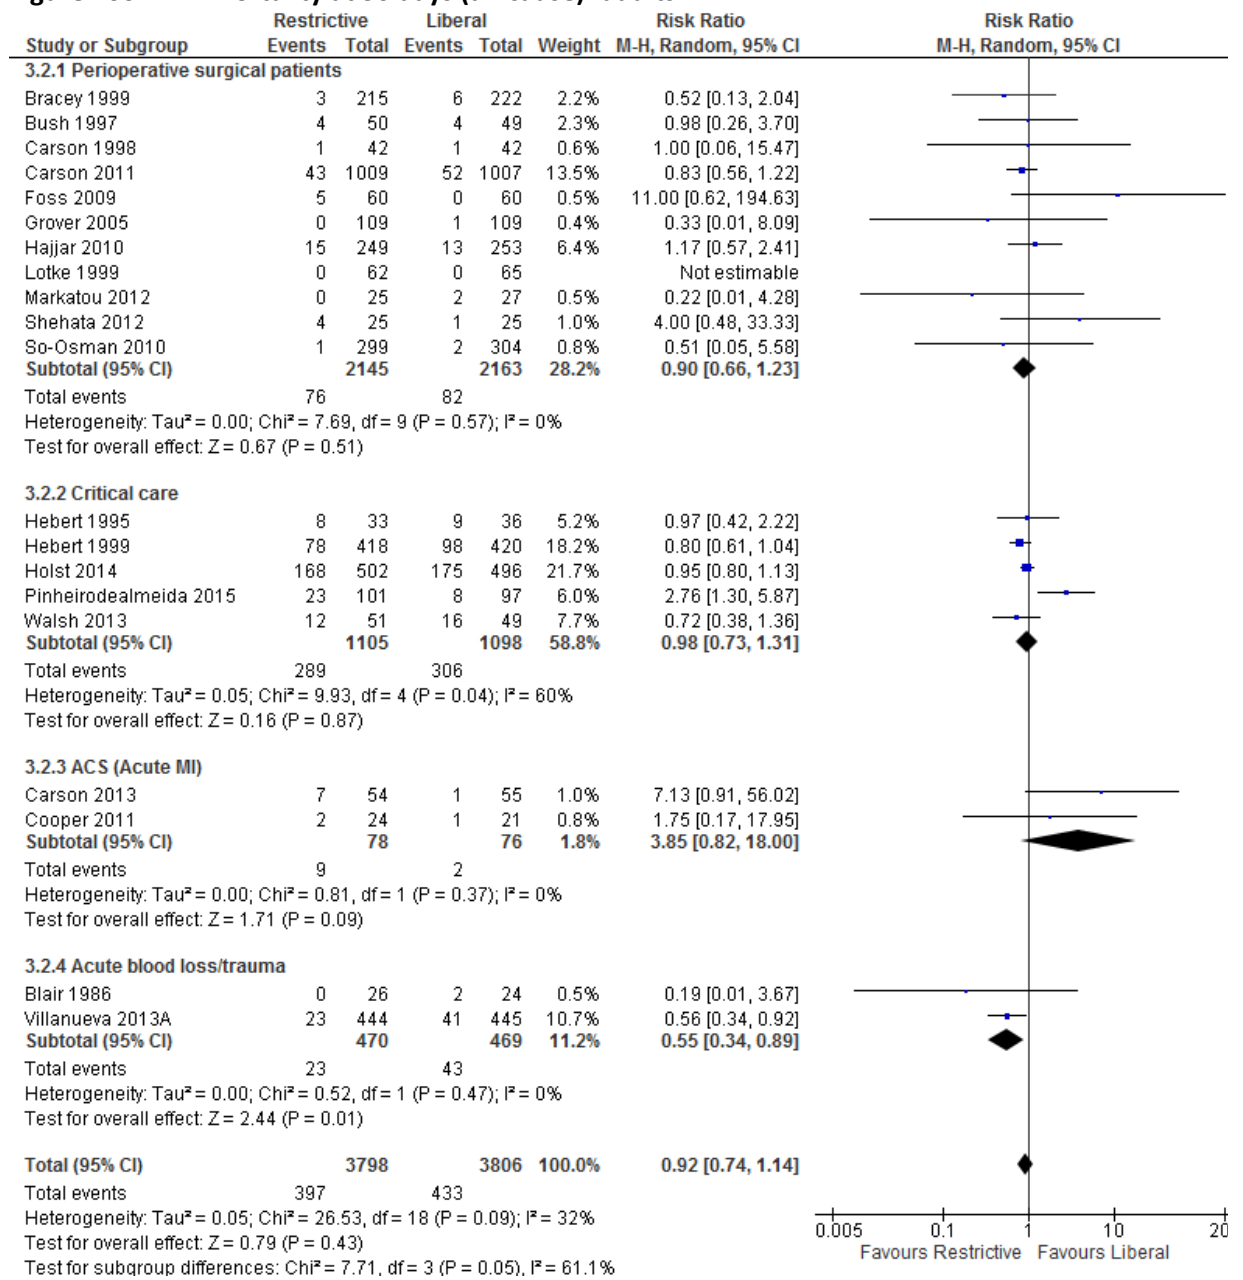 Restrictive Liberal Risk Ratio Risk Ratio
Study or Subgroup Events Total Events Total Weight M-H, Random, 95% CI M-H, Random, 95% CI
3.2.1 Perioperative surgical patients
Bracey 1999 3 215 6 222 2.2% 0.52 [0.13, 2.04]
Bush 1997 4 50 4 49 2.3% 0.98 [0.26, 3.70]
Carson 1998 1 42 1 42 0.6% 1.00 [0.06, 15.47]
Carson 2011 43 1009 52 1007 13.5% 0.83 [0.56, 1.22]
Foss 2009 5 60 0 60 0.5% 11.00 [0.62, 194.63]
Grover 2005 0 109 1 109 0.4% 0.33 [0.01, 8.09]
Hajjar 2010 15 249 13 253 6.4% 1.17 [0.57, 2.41]
Lotke 1999 0 62 0 65 Not estimable
Markatou 2012 0 25 2 27 0.5% 0.22 [0.01, 4.28]
Shehata 2012 4 25 1 25 1.0% 4.00 [0.48, 33.33]
So-Osman 2010 1 299 2 304 0.8% 0.51 [0.05, 5.58]
Subtotal (95% CI) 2145 2163 28.2% 0.90 [0.66, 1.23]
Total events 76 82
Heterogeneity: Tau² = 0.00; Chi² = 7.69, df = 9 (P = 0.57); I² = 0%
Test for overall effect: Z = 0.67 (P = 0.51)
3.2.2 Critical care
Hebert 1995 8 33 9 36 5.2% 0.97 [0.42, 2.22]
Hebert 1999 78 418 98 420 18.2% 0.80 [0.61, 1.04]
Holst 2014 168 502 175 496 21.7% 0.95 [0.80, 1.13]
Pinheirodealmeida 2015 23 101 8 97 6.0% 2.76 [1.30, 5.87]
Walsh 2013 12 51 16 49 7.7% 0.72 [0.38, 1.36]
Subtotal (95% CI) 1105 1098 58.8% 0.98 [0.73, 1.31]
Total events 289 306
Heterogeneity: Tau² = 0.05; Chi² = 9.93, df = 4 (P = 0.04); I² = 60%
Test for overall effect: Z = 0.16 (P = 0.87)
3.2.3 ACS (Acute MI)
Carson 2013 7 54 1 55 1.0% 7.13 [0.91, 56.02]
Cooper 2011 2 24 1 21 0.8% 1.75 [0.17, 17.95]
Subtotal (95% CI) 78 76 1.8% 3.85 [0.82, 18.00]
Total events 9 2
Heterogeneity: Tau² = 0.00; Chi² = 0.81, df = 1 (P = 0.37); I² = 0%
Test for overall effect: Z = 1.71 (P = 0.09)
3.2.4 Acute blood loss/trauma
Blair 1986 0 26 2 24 0.5% 0.19 [0.01, 3.67]
Villanueva 2013A 23 444 41 445 10.7% 0.56 [0.34, 0.92]
Subtotal (95% CI) 470 469 11.2% 0.55 [0.34, 0.89]
Total events 23 43
Heterogeneity: Tau² = 0.00; Chi² = 0.52, df = 1 (P = 0.47); I² = 0%
Test for overall effect: Z = 2.44 (P = 0.01)
Total (95% CI) 3798 3806 100.0% 0.92 [0.74, 1.14]
Total events 397 433
Heterogeneity: Tau² = 0.05; Chi² = 26.53, df = 18 (P = 0.09); I² = 32%
Test for overall effect: Z = 0.79 (P = 0.43)
Test for subgroup differences: Chi² = 7.71, df = 3 (P = 0.05), I² = 61.1%
0.005 0.1 1 10 20
Favours Restrictive Favours Liberal